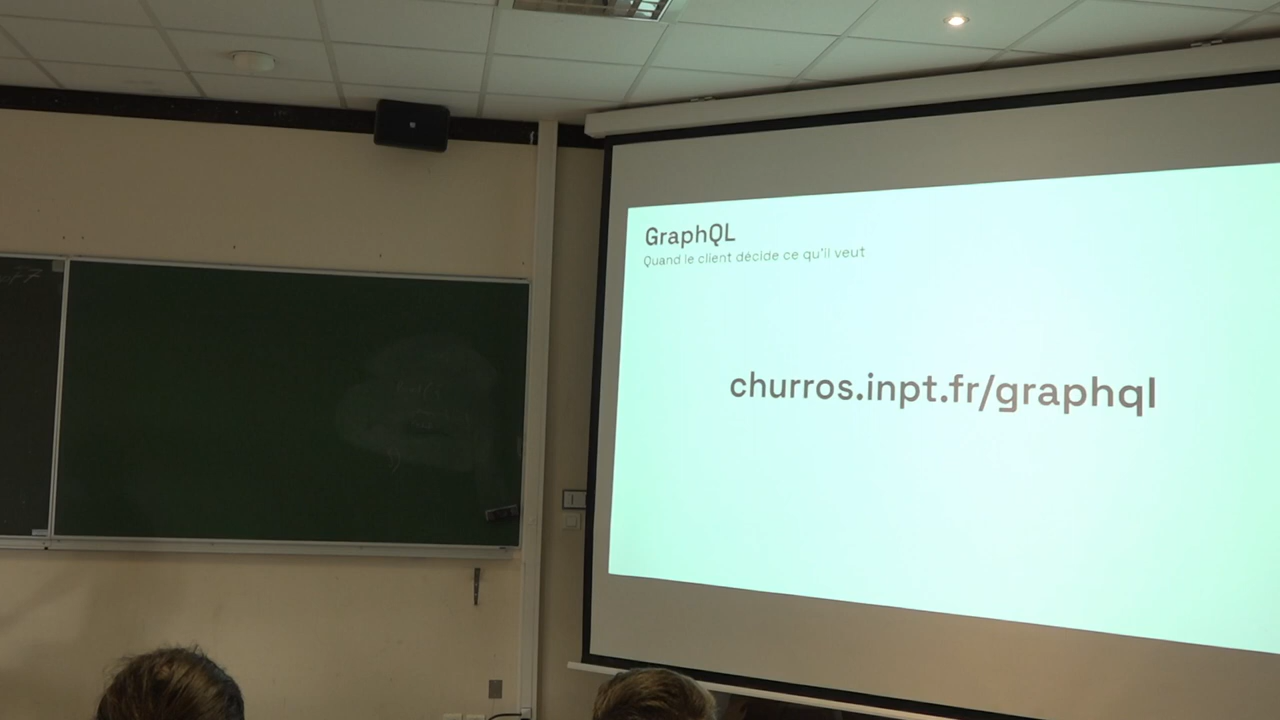 GraphQL
Quand le client décide ce qu'il veut
churros.inpt.fr/graphql